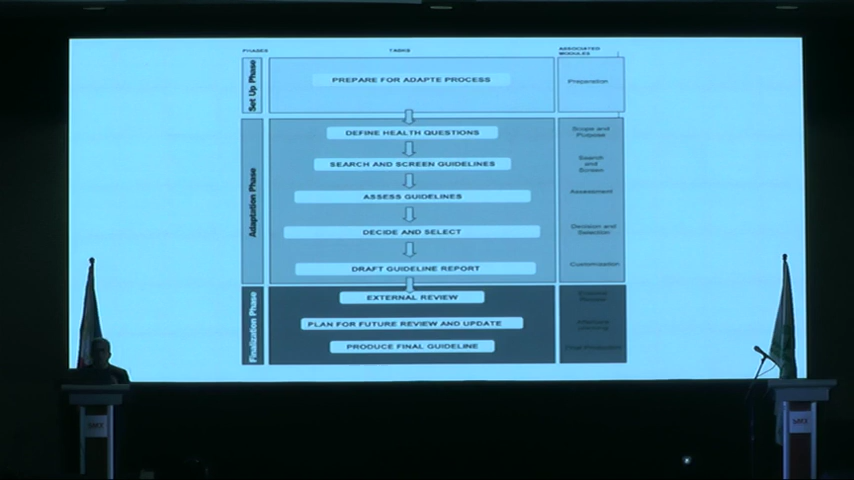 PHASES
TASKS
ASSOCIATED
MODULES
Set Up Phase
PREPARE FOR ADAPTE PROCESS
Preparation
Adaptation Phase
DEFINE HEALTH QUESTIONS
Scope and
Purpose
SEARCH AND SCREEN GUIDELINES
Search
and
Screen
ASSESS GUIDELINES
Assessment
DECIDE AND SELECT
Decision and
Selection
DRAFT GUIDELINE REPORT
Customization
Finalization Phase
EXTERNAL REVIEW
External
Review
PLAN FOR FUTURE REVIEW AND UPDATE
PRODUCE FINAL GUIDELINE